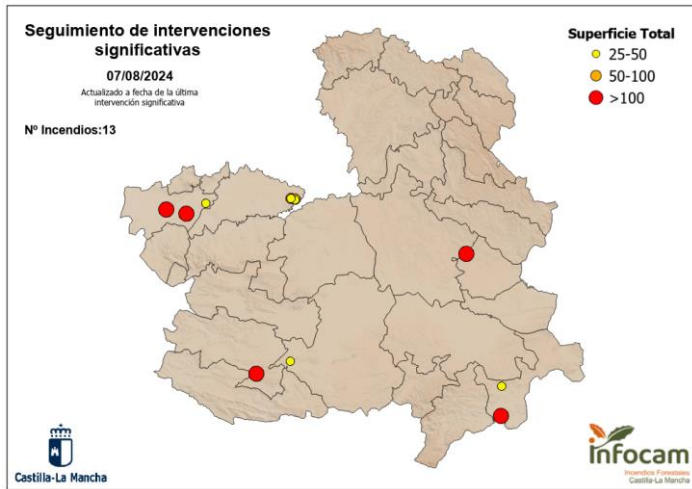 Seguimiento de intervenciones
significativas
07/08/2024
Actualizado a fecha de la última
intervención significativa
Nº Incendios:13
Superficie Total
25-50
50-100
>100
Castilla-La Mancha
infocam
Incendios Forestales
Castilla-La Mancha